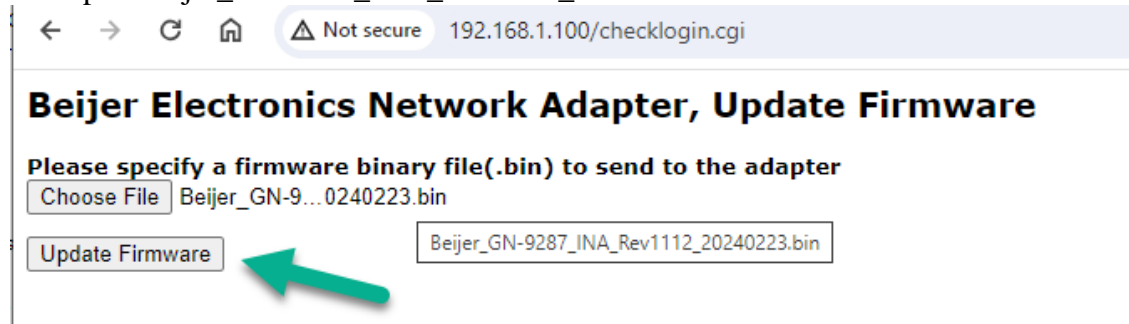 Not secure 192.168.1.100/checklogin.cgi
Beijer Electronics Network Adapter, Update Firmware
Please specify a firmware binary file(.bin) to send to the adapter
Choose File Beijer_GN-9...0240223.bin
Update Firmware
Beijer_GN-9287_INA_Rev1112_20240223.bin